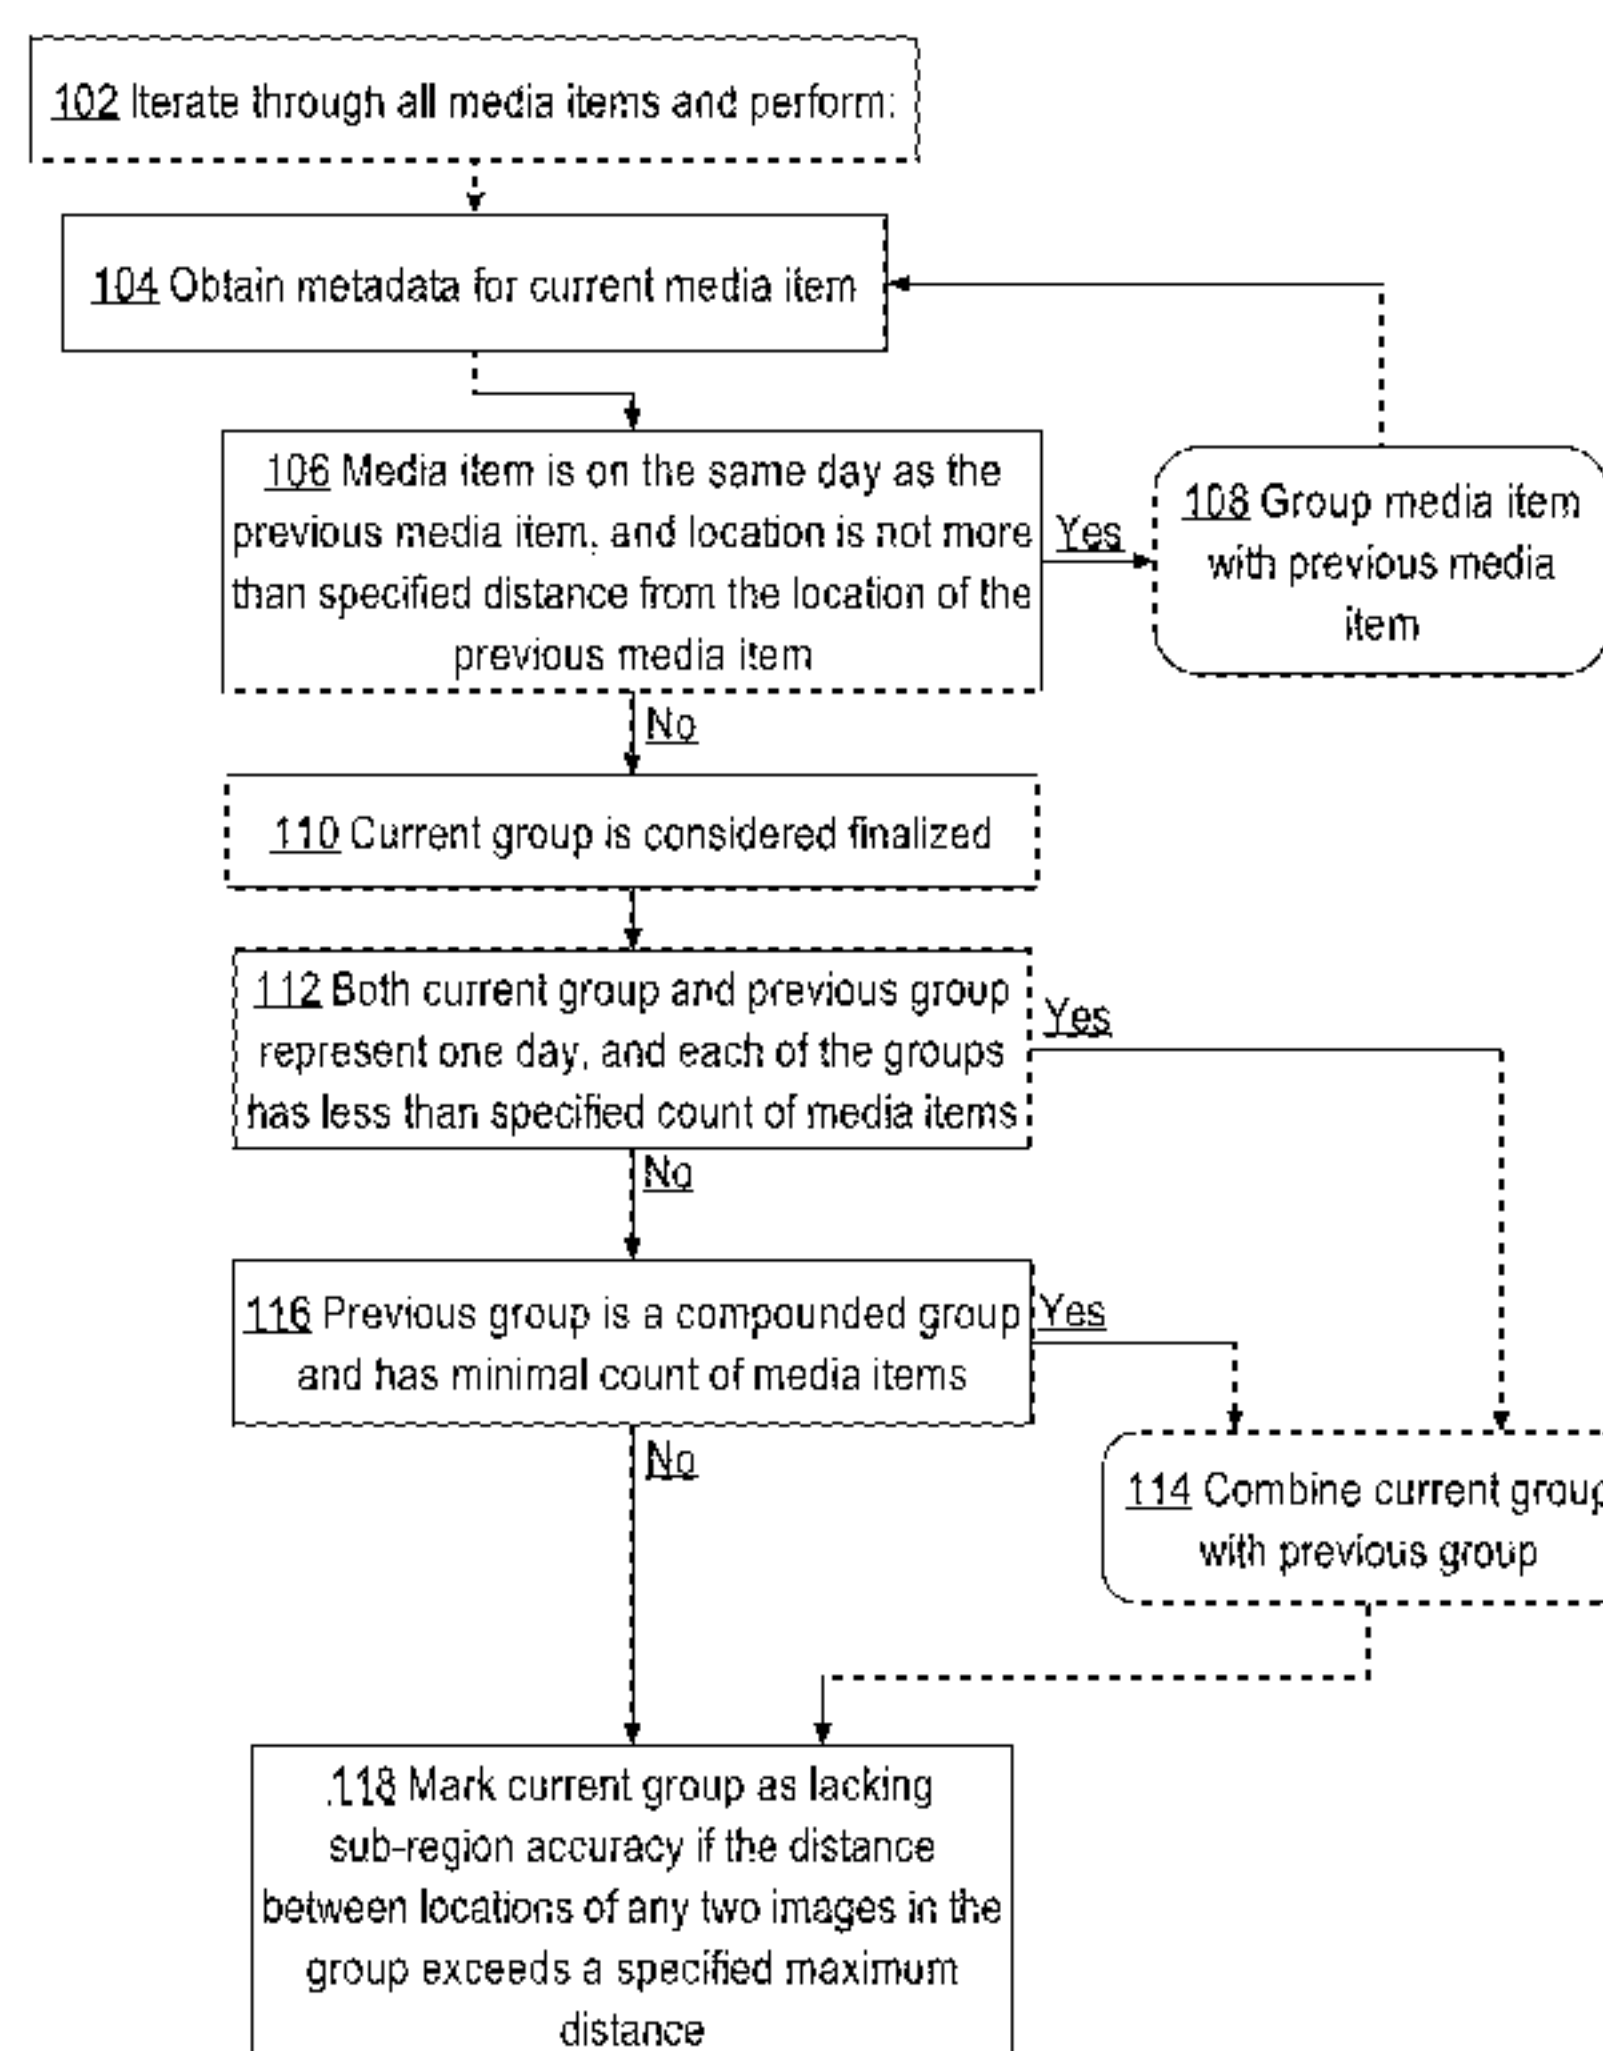 102 Iterate through all media items and perform:
104 Obtain metadata for current media item
106 Media item is on the same day as the
previous media item, and location is not more
than specified distance from the location of the
previous media item
Yes
108 Group media item
with previous media
item
No
110 Current group is considered finalized
112 Both current group and previous group
represent one day, and each of the groups
has less than specified count of media items
Yes
No
116 Previous group is a compounded group
and has minimal count of media items
Yes
No
114 Combine current group
with previous group
118 Mark current group as lacking
sub-region accuracy if the distance
between locations of any two images in the
group exceeds a specified maximum
distance